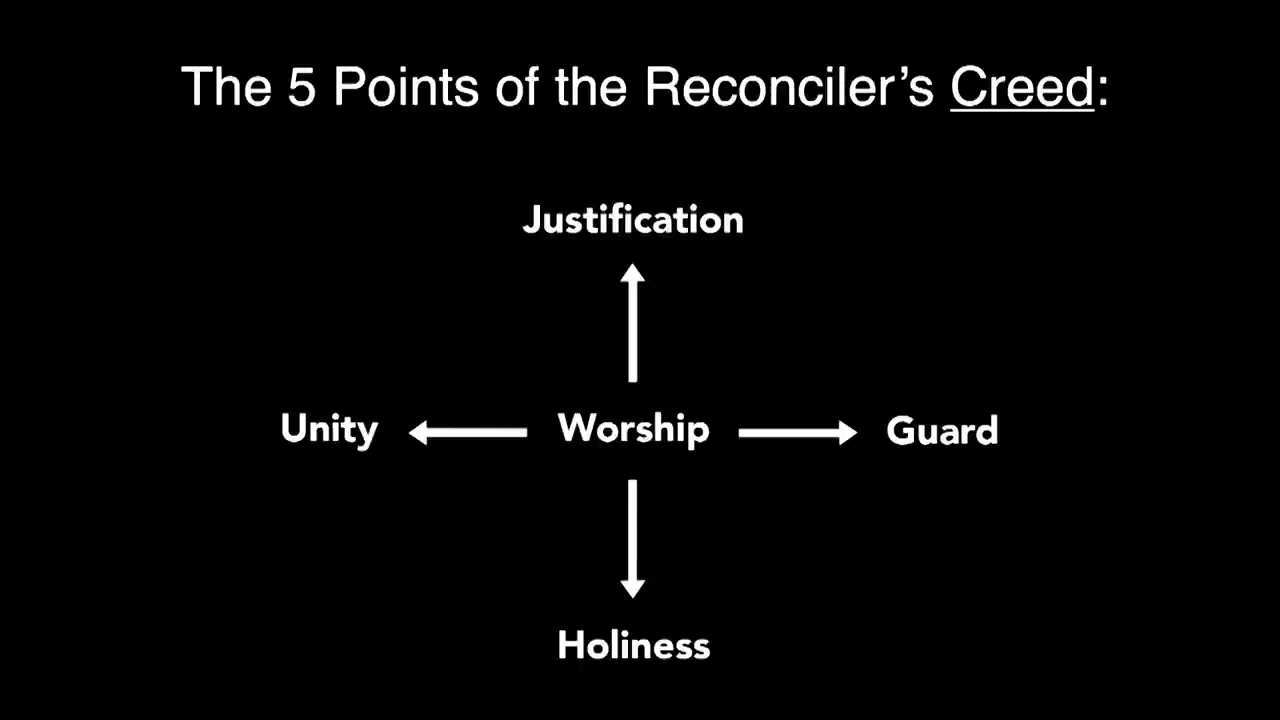 The 5 Points of the Reconciler’s Creed:
Justification
Unity Worship Guard
Holiness